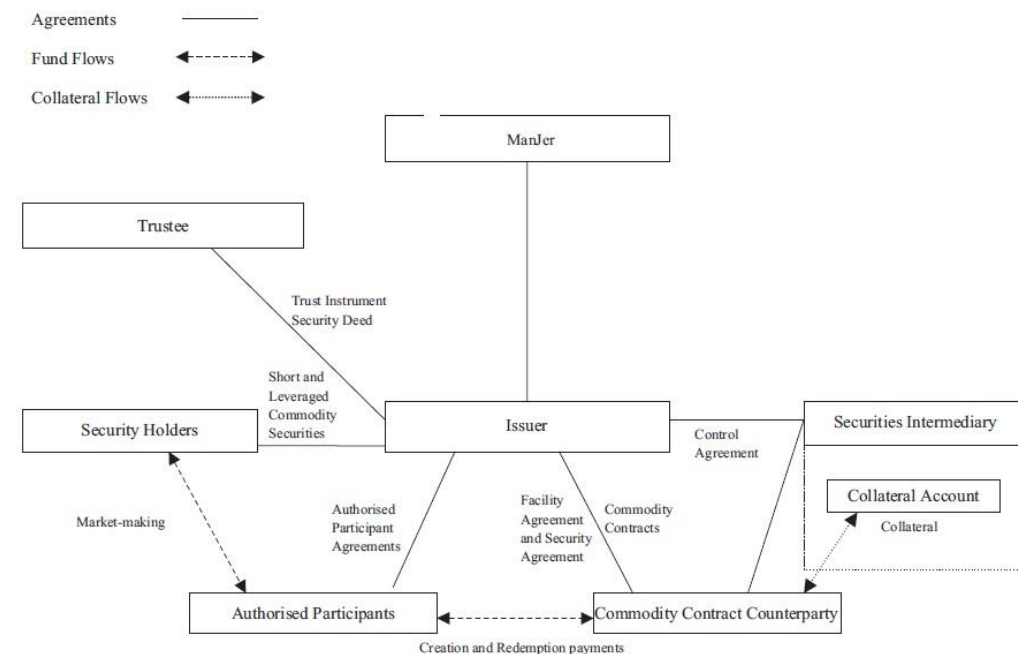 Agreements
Fund Flows
Collateral Flows
ManJer
Trustee
Trust Instrument
Security Deed
Short and
Leveraged
Commodity
Securities
Security Holders
Issuer
Control
Agreement
Securities Intermediary
Collateral Account
Collateral
Market-making
Authorised
Participant
Agreements
Facility
Agreement
and Security
Agreement
Commodity
Contracts
Authorised Participants
Commodity Contract Counterparty
Creation and Redemption payments